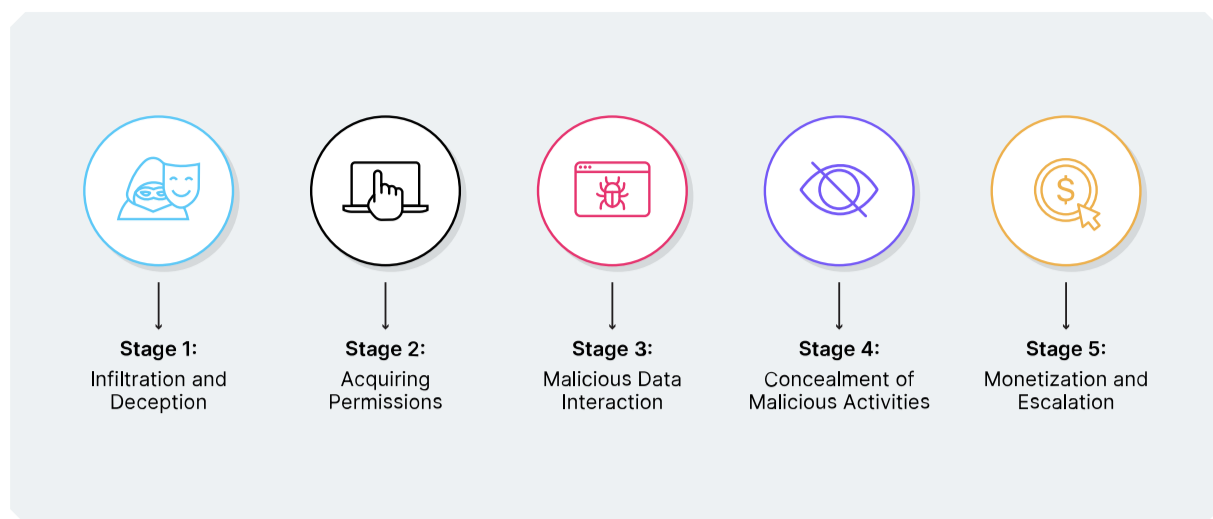 Stage 1:
Infiltration and
Deception
Stage 2:
Acquiring
Permissions
Stage 3:
Malicious Data
Interaction
Stage 4:
Concealment of
Malicious Activities
Stage 5:
Monetization and
Escalation
$